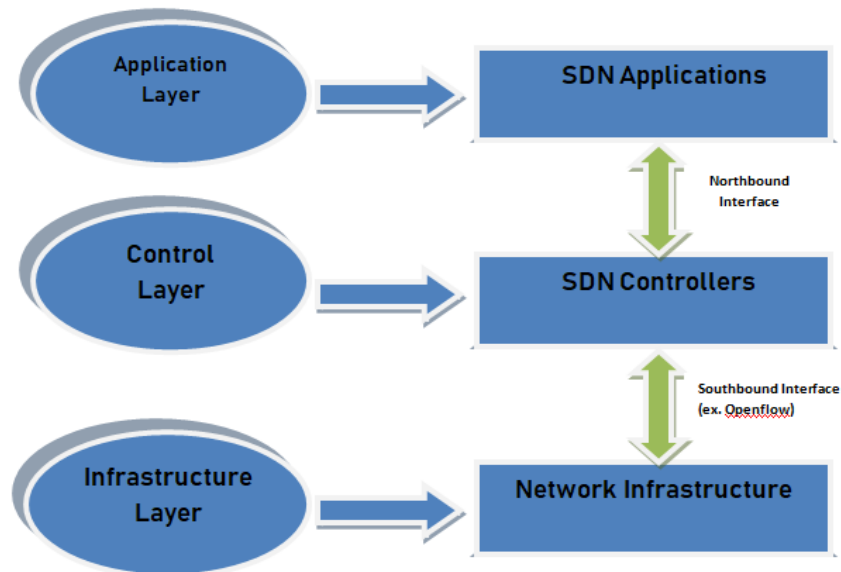 Application
Layer
SDN Applications
Northbound
Interface
Control
Layer
SDN Controllers
Southbound Interface
(ex. Openflow)
Infrastructure
Layer
Network Infrastructure